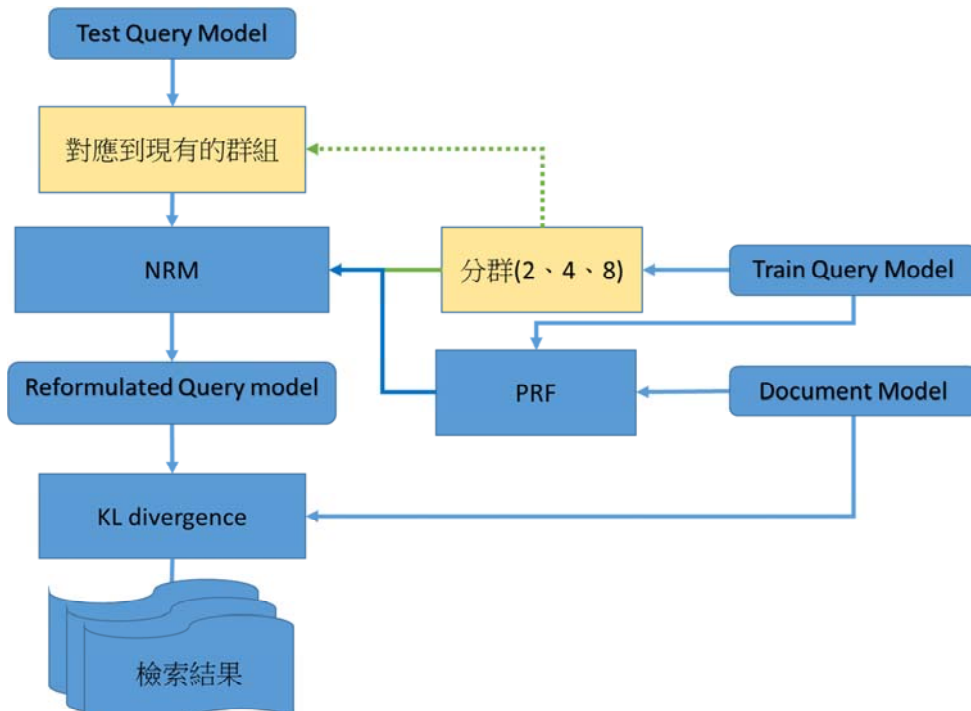 Test Query Model
對應到現有的群組
NRM
分群(2、4、8)
Train Query Model
Reformulated Query model
PRF
Document Model
KL divergence
檢索結果